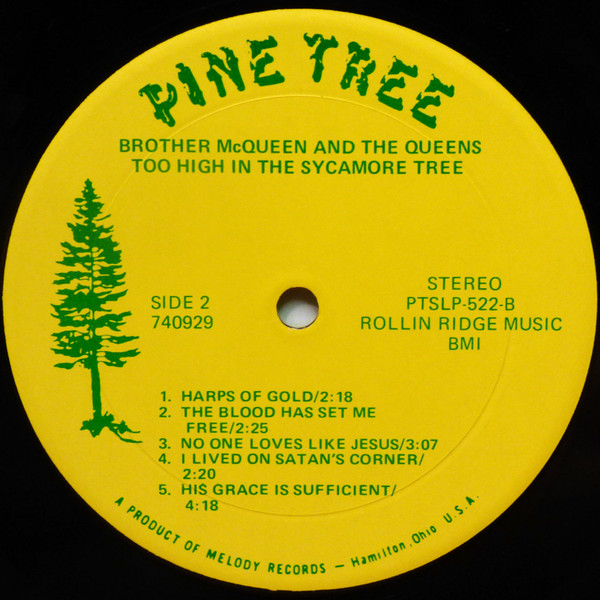 PINE TREE
BROTHER McQUEEN AND THE QUEENS
TOO HIGH IN THE SYCAMORE TREE
SIDE 2
740929
STEREO
PTSLP-522-B
ROLLIN RIDGE MUSIC
BMI
1. HARPS OF GOLD/2:18
2. THE BLOOD HAS SET ME
FREE/2:25
3. NO ONE LOVES LIKE JESUS/3:07
4. I LIVED ON SATAN'S CORNER/
2:20
5. HIS GRACE IS SUFFICIENT/
4:18
A PRODUCT OF MELODY RECORDS — Hamilton, Ohio U.S.A.